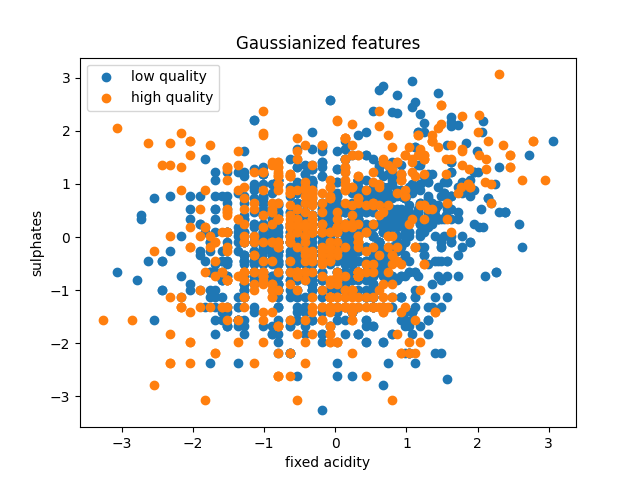 Gaussianized features
low quality
high quality
sulphates
3
2
1
0
−1
−2
−3
−3
−2
−1
0
1
2
3
fixed acidity